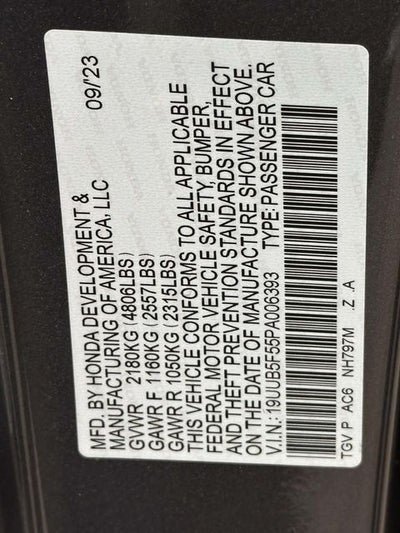 MFD. BY HONDA DEVELOPMENT & 09/'23
MANUFACTURING OF AMERICA, LLC
GVWR 2180KG (4806LBS)
GAWR F 1160KG (2557LBS)
GAWR R 1050KG (2315LBS)
THIS VEHICLE CONFORMS TO ALL APPLICABLE
FEDERAL MOTOR VEHICLE SAFETY, BUMPER,
AND THEFT PREVENTION STANDARDS IN EFFECT
ON THE DATE OF MANUFACTURE SHOWN ABOVE.
V.I.N.:19UUB5F55PA006393 TYPE:PASSENGER CAR
TGV P AC6 NH797M .Z .A